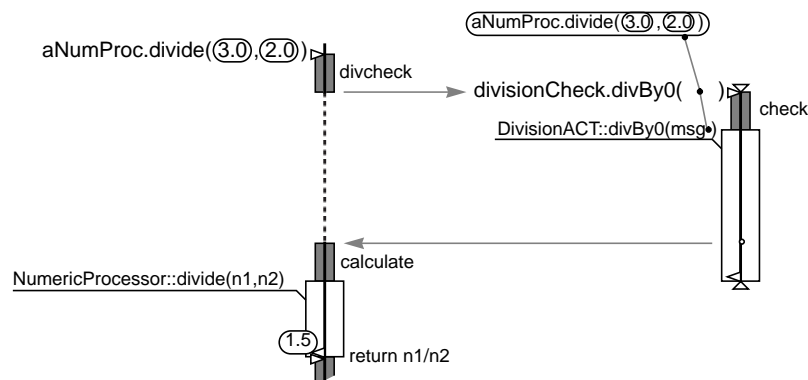 aNumProc.divide(3.0,2.0)
aNumProc.divide(3.0,2.0)
divcheck
divisionCheck.divBy0( )
check
DivisionACT::divBy0(msg)
calculate
NumericProcessor::divide(n1,n2)
1.5
return n1/n2